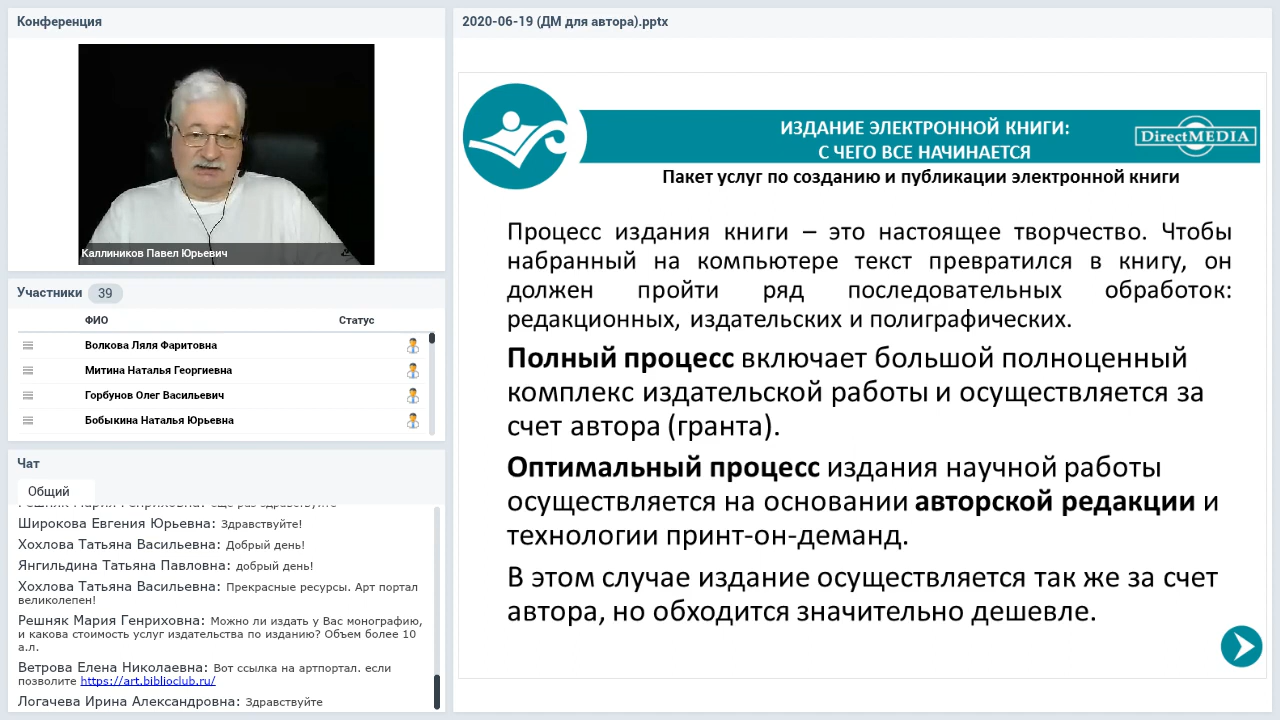 Конференция
Каллиников Павел Юрьевич
Участники 39
ФИО Статус
Волкова Ляля Фаритовна
Митина Наталья Георгиевна
Горбунов Олег Васильевич
Бобыкина Наталья Юрьевна
Чат
Общий
Решняк Мария Генриховна: еще раз здравствуйте
Широкова Евгения Юрьевна: Здравствуйте!
Хохлова Татьяна Васильевна: Добрый день!
Янгильдина Татьяна Павловна: добрый день!
Хохлова Татьяна Васильевна: Прекрасные ресурсы. Арт портал
великолепен!
Решняк Мария Генриховна: Можно ли издать у Вас монографию,
и какова стоимость услуг издательства по изданию? Объем более 10
а.л.
Ветрова Елена Николаевна: Вот ссылка на артпортал. если
позволите https://art.biblioclub.ru/
Логачева Ирина Александровна: Здравствуйте
2020-06-19 (ДМ для автора).pptx
ИЗДАНИЕ ЭЛЕКТРОННОЙ КНИГИ:
С ЧЕГО ВСЕ НАЧИНАЕТСЯ
DirectMEDIA
Пакет услуг по созданию и публикации электронной книги
Процесс издания книги – это настоящее творчество. Чтобы
набранный на компьютере текст превратился в книгу, он
должен пройти ряд последовательных обработок:
редакционных, издательских и полиграфических.
Полный процесс включает большой полноценный
комплекс издательской работы и осуществляется за
счет автора (гранта).
Оптимальный процесс издания научной работы
осуществляется на основании авторской редакции и
технологии принт-он-деманд.
В этом случае издание осуществляется так же за счет
автора, но обходится значительно дешевле.